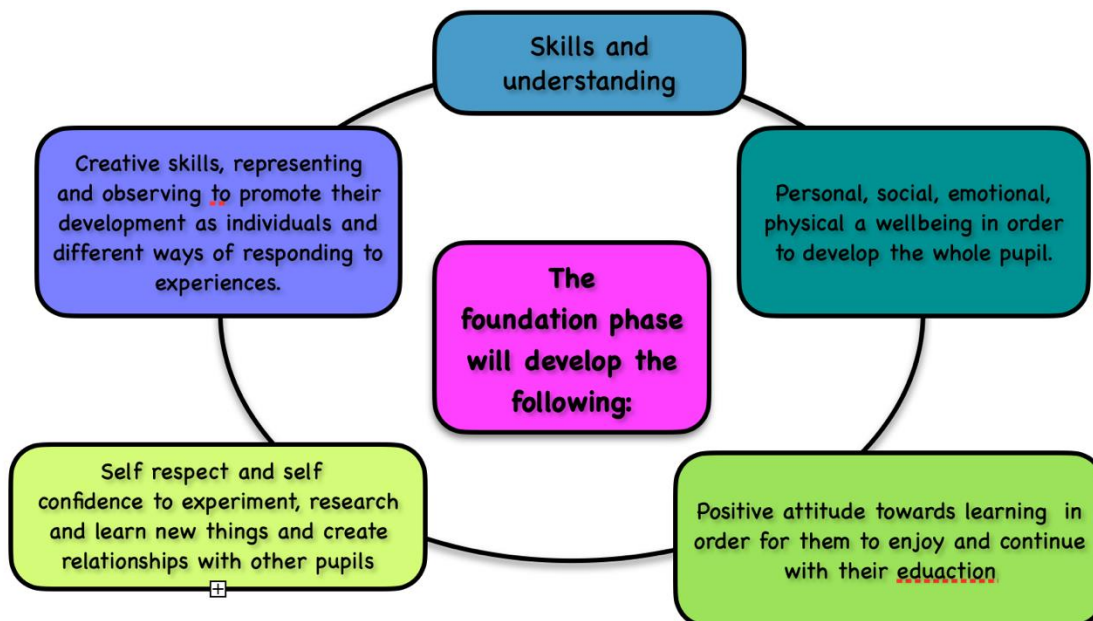 Skills and
understanding
Creative skills, representing
and observing to promote their
development as individuals and
different ways of responding to
experiences.
Personal, social, emotional,
physical a wellbeing in order
to develop the whole pupil.
The
foundation phase
will develop the
following:
Self respect and self
confidence to experiment, research
and learn new things and create
relationships with other pupils
Positive attitude towards learning in
order for them to enjoy and continue
with their eduaction